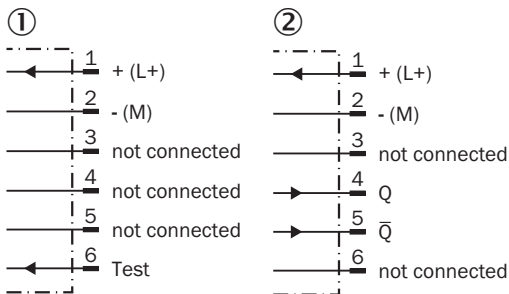 ①
1 + (L+)
2 - (M)
3 not connected
4 not connected
5 not connected
6 Test
②
1 + (L+)
2 - (M)
3 not connected
4 Q
5 Q̅
6 not connected